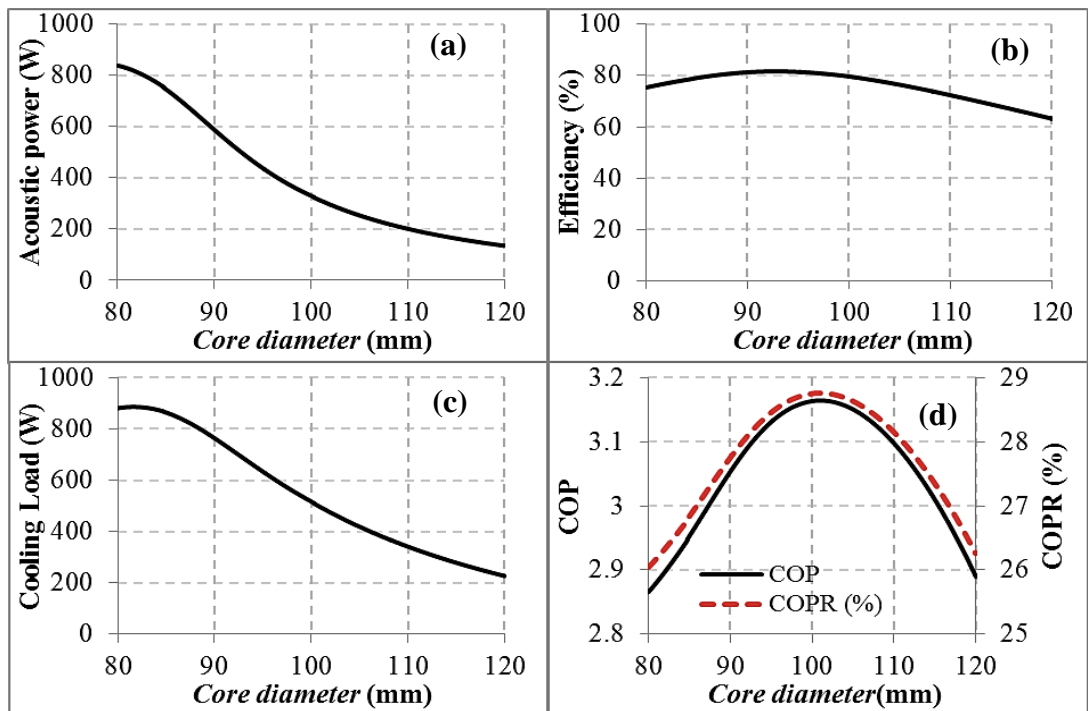 (a)
Acoustic power (W)
1000
800
600
400
200
0
80 90 100 110 120
Core diameter (mm)
(b)
Efficiency (%)
100
80
60
40
20
0
80 90 100 110 120
Core diameter (mm)
(c)
Cooling Load (W)
1000
800
600
400
200
0
80 90 100 110 120
Core diameter (mm)
(d)
COP
3.2
3.1
3
2.9
2.8
COP
COPR (%)
29
28
27
26
25
COPR (%)
80 90 100 110 120
Core diameter(mm)